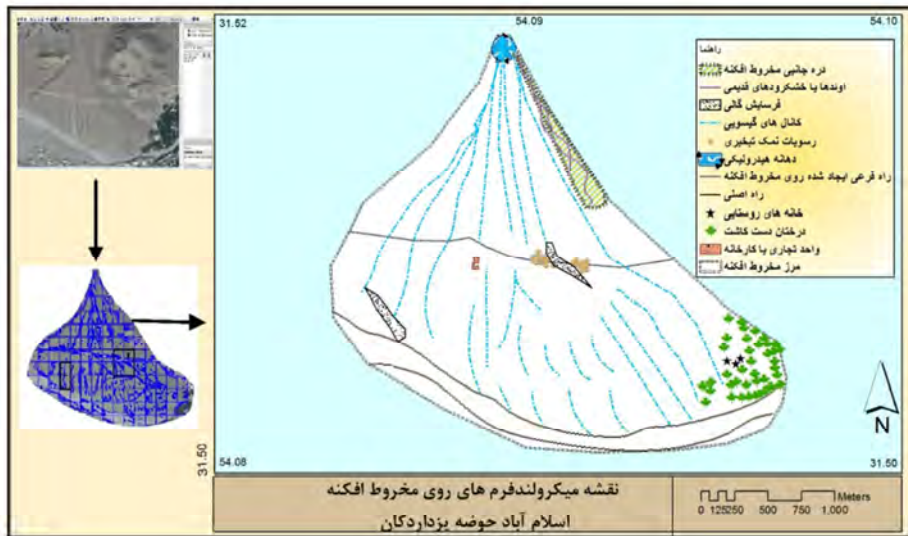 31.52
54.09
54.10
راهنما
دره جانبی مخروط افکنه
اوندها یا خشکرودهای قدیمی
فرسایش گالی
کانال های گیسویی
رسوبات نمک تبخیری
دهانه هیدرولیکی
راه فرعی ایجاد شده روی مخروط افکنه
راه اصلی
خانه های روستایی
درختان دست کاشت
واحد تجاری یا کارخانه
مرز مخروط افکنه
N
31.50
54.08
31.50
نقشه میکرولندفرم های روی مخروط افکنه
اسلام آباد حوضه یزداردکان
Meters
0 125250 500 750 1,000